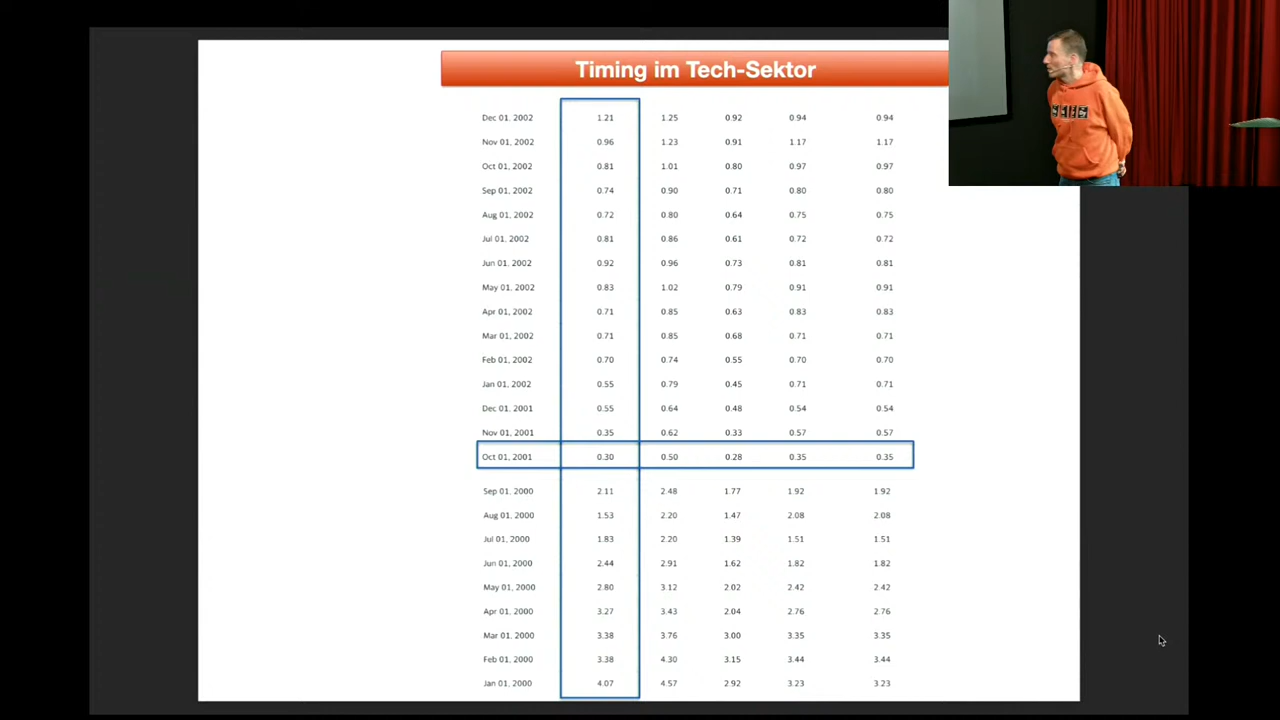 Timing im Tech-Sektor
Dec 01, 2002 1.21 1.25 0.92 0.94 0.94
Nov 01, 2002 0.96 1.23 0.91 1.17 1.17
Oct 01, 2002 0.81 1.01 0.80 0.97 0.97
Sep 01, 2002 0.74 0.90 0.71 0.80 0.80
Aug 01, 2002 0.72 0.80 0.64 0.75 0.75
Jul 01, 2002 0.81 0.86 0.61 0.72 0.72
Jun 01, 2002 0.92 0.96 0.73 0.81 0.81
May 01, 2002 0.83 1.02 0.79 0.91 0.91
Apr 01, 2002 0.71 0.85 0.63 0.83 0.83
Mar 01, 2002 0.71 0.85 0.68 0.71 0.71
Feb 01, 2002 0.70 0.74 0.55 0.70 0.70
Jan 01, 2002 0.55 0.79 0.45 0.71 0.71
Dec 01, 2001 0.55 0.64 0.48 0.54 0.54
Nov 01, 2001 0.35 0.62 0.33 0.57 0.57
Oct 01, 2001 0.30 0.50 0.28 0.35 0.35
Sep 01, 2000 2.11 2.48 1.77 1.92 1.92
Aug 01, 2000 1.53 2.20 1.47 2.08 2.08
Jul 01, 2000 1.83 2.20 1.39 1.51 1.51
Jun 01, 2000 2.44 2.91 1.62 1.82 1.82
May 01, 2000 2.80 3.12 2.02 2.42 2.42
Apr 01, 2000 3.27 3.43 2.04 2.76 2.76
Mar 01, 2000 3.38 3.76 3.00 3.35 3.35
Feb 01, 2000 3.38 4.30 3.15 3.44 3.44
Jan 01, 2000 4.07 4.57 2.92 3.23 3.23